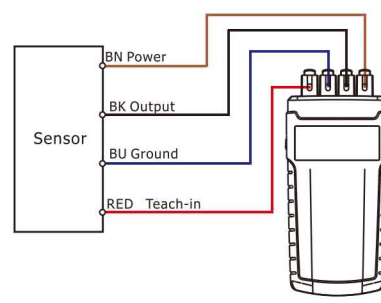 BN Power
BK Output
Sensor
BU Ground
RED Teach-in